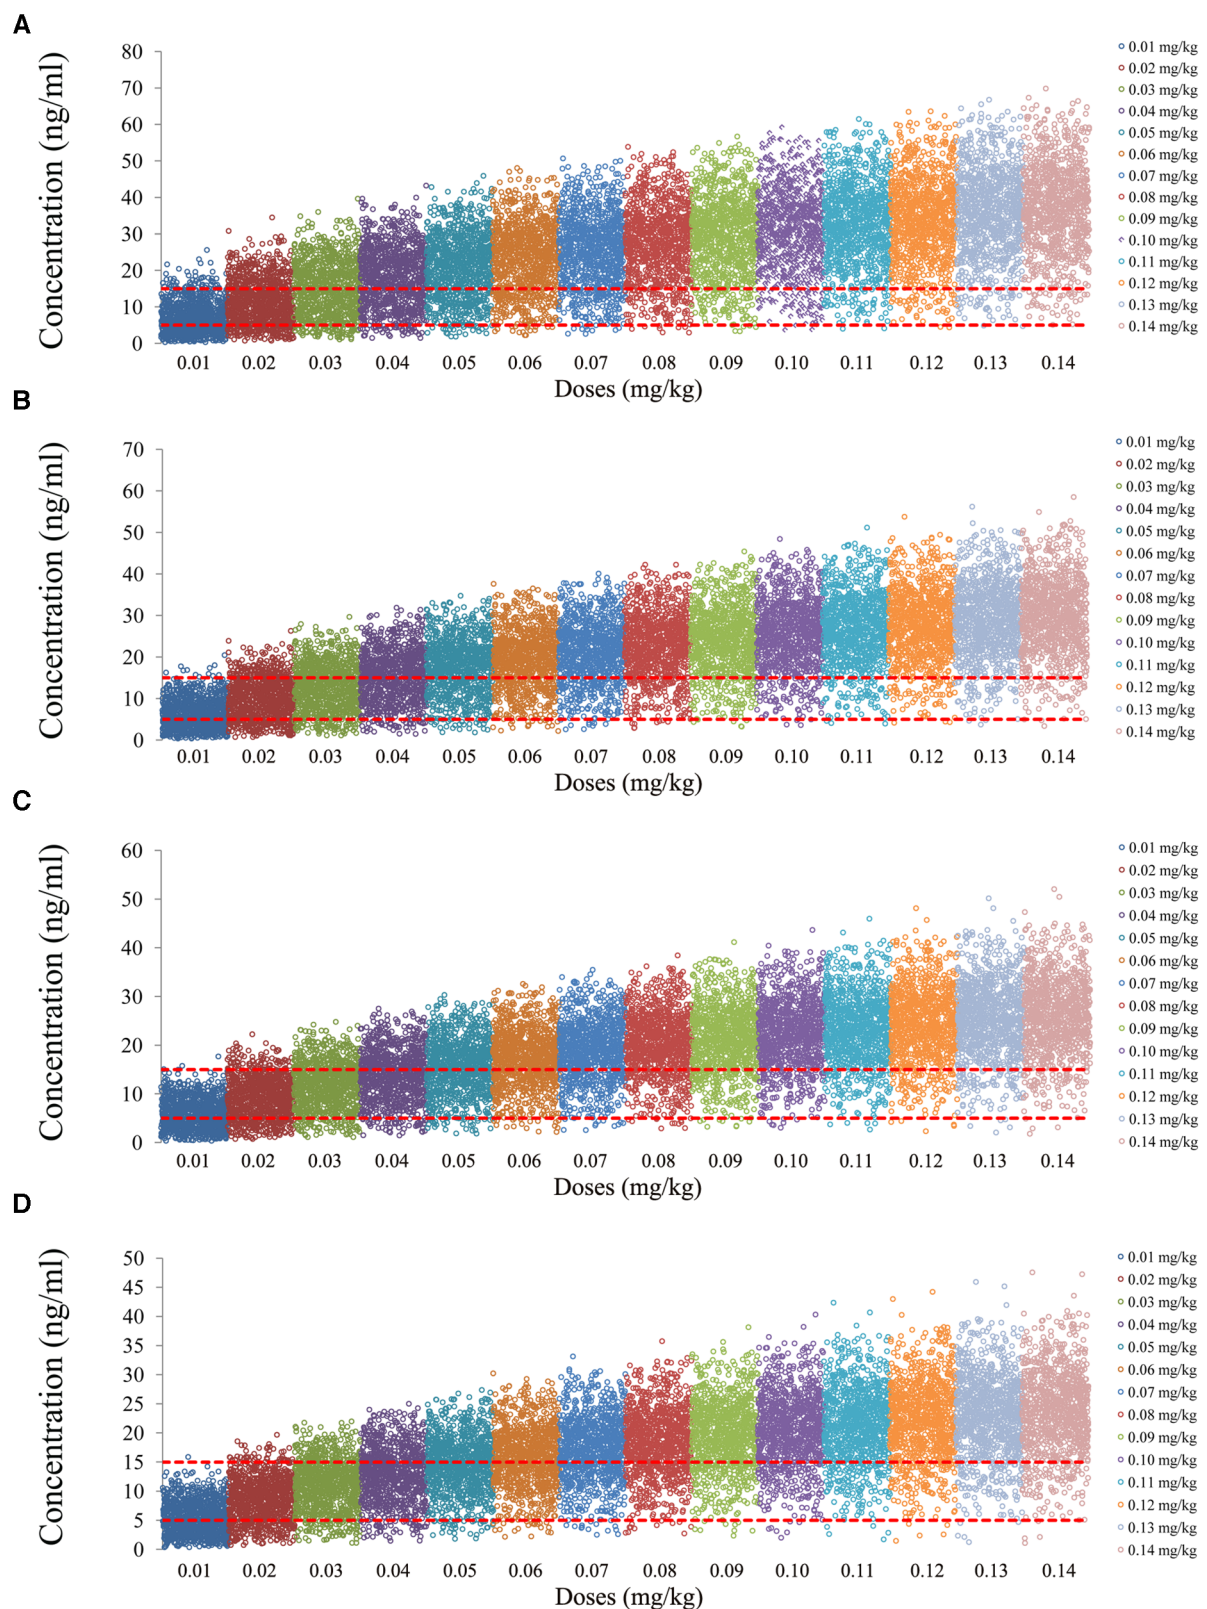 A
Concentration (ng/ml)
80
70
60
50
40
30
20
10
0
0.01 0.02 0.03 0.04 0.05 0.06 0.07 0.08 0.09 0.10 0.11 0.12 0.13 0.14
Doses (mg/kg)
0.01 mg/kg
0.02 mg/kg
0.03 mg/kg
0.04 mg/kg
0.05 mg/kg
0.06 mg/kg
0.07 mg/kg
0.08 mg/kg
0.09 mg/kg
0.10 mg/kg
0.11 mg/kg
0.12 mg/kg
0.13 mg/kg
0.14 mg/kg
B
Concentration (ng/ml)
70
60
50
40
30
20
10
0
0.01 0.02 0.03 0.04 0.05 0.06 0.07 0.08 0.09 0.10 0.11 0.12 0.13 0.14
Doses (mg/kg)
0.01 mg/kg
0.02 mg/kg
0.03 mg/kg
0.04 mg/kg
0.05 mg/kg
0.06 mg/kg
0.07 mg/kg
0.08 mg/kg
0.09 mg/kg
0.10 mg/kg
0.11 mg/kg
0.12 mg/kg
0.13 mg/kg
0.14 mg/kg
C
Concentration (ng/ml)
60
50
40
30
20
10
0
0.01 0.02 0.03 0.04 0.05 0.06 0.07 0.08 0.09 0.10 0.11 0.12 0.13 0.14
Doses (mg/kg)
0.01 mg/kg
0.02 mg/kg
0.03 mg/kg
0.04 mg/kg
0.05 mg/kg
0.06 mg/kg
0.07 mg/kg
0.08 mg/kg
0.09 mg/kg
0.10 mg/kg
0.11 mg/kg
0.12 mg/kg
0.13 mg/kg
0.14 mg/kg
D
Concentration (ng/ml)
50
45
40
35
30
25
20
15
10
5
0
0.01 0.02 0.03 0.04 0.05 0.06 0.07 0.08 0.09 0.10 0.11 0.12 0.13 0.14
Doses (mg/kg)
0.01 mg/kg
0.02 mg/kg
0.03 mg/kg
0.04 mg/kg
0.05 mg/kg
0.06 mg/kg
0.07 mg/kg
0.08 mg/kg
0.09 mg/kg
0.10 mg/kg
0.11 mg/kg
0.12 mg/kg
0.13 mg/kg
0.14 mg/kg